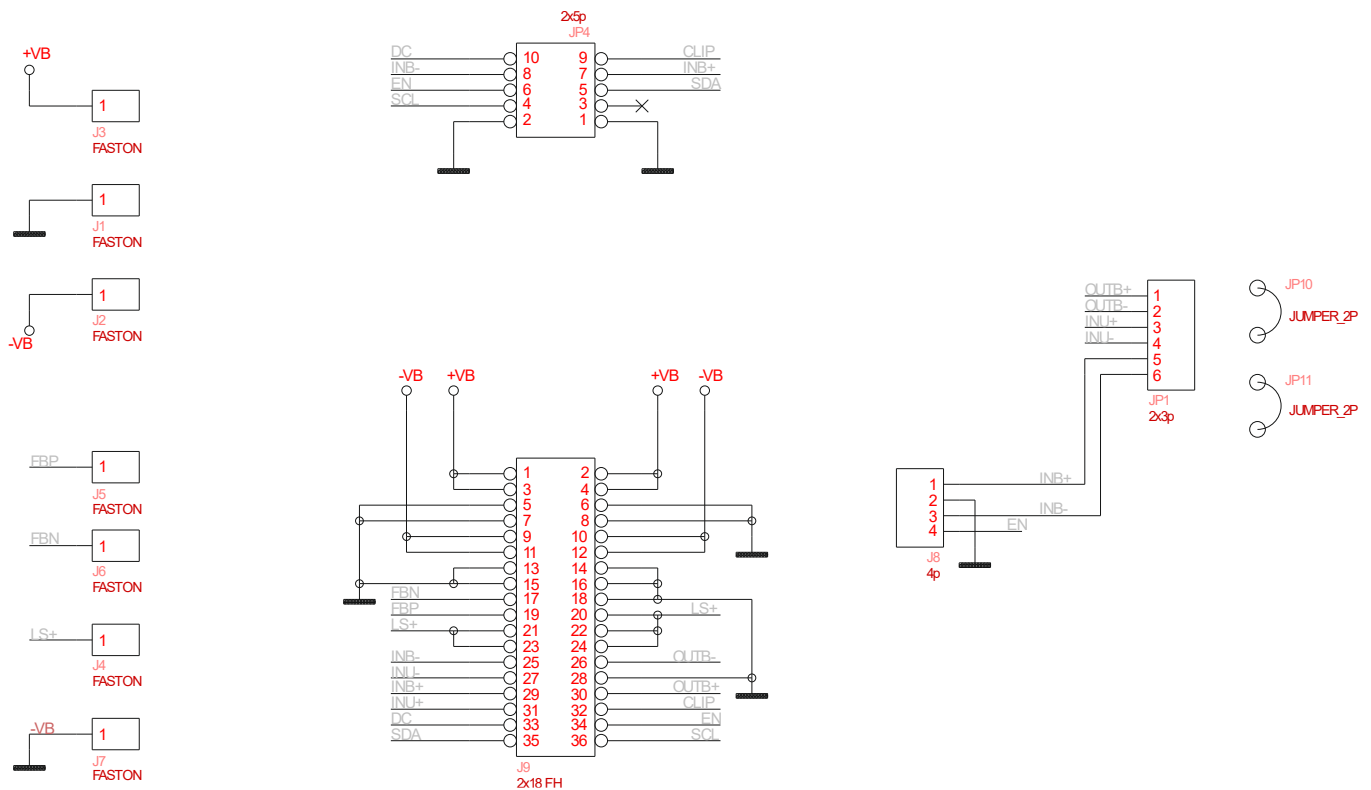 2x5p
JP4
DC 10 9 CLIP
INB- 8 7 INB+
EN 6 5 SDA
SCL 4 3
2 1
+VB
1
J3
FASTON
1
J1
FASTON
1
J2
FASTON
-VB
FBP 1
J5
FASTON
FBN 1
J6
FASTON
LS+ 1
J4
FASTON
-VB 1
J7
FASTON
-VB +VB +VB -VB
1 2
3 4
5 6
7 8
9 10
11 12
13 14
15 16
FBN 17 18
FBP 19 20 LS+
LS+ 21 22
23 24
INB- 25 26 OUTB-
INU- 27 28
INB+ 29 30 OUTB+
INU+ 31 32 CLIP
DC 33 34 EN
SDA 35 36 SCL
J9
2x18 FH
OUTB+ 1
OUTB- 2
INU+ 3
INU- 4
5
6
JP1
2x3p
JP10
JUMPER_2P
JP11
JUMPER_2P
1 INB+
2
3 INB-
4 EN
J8
4p